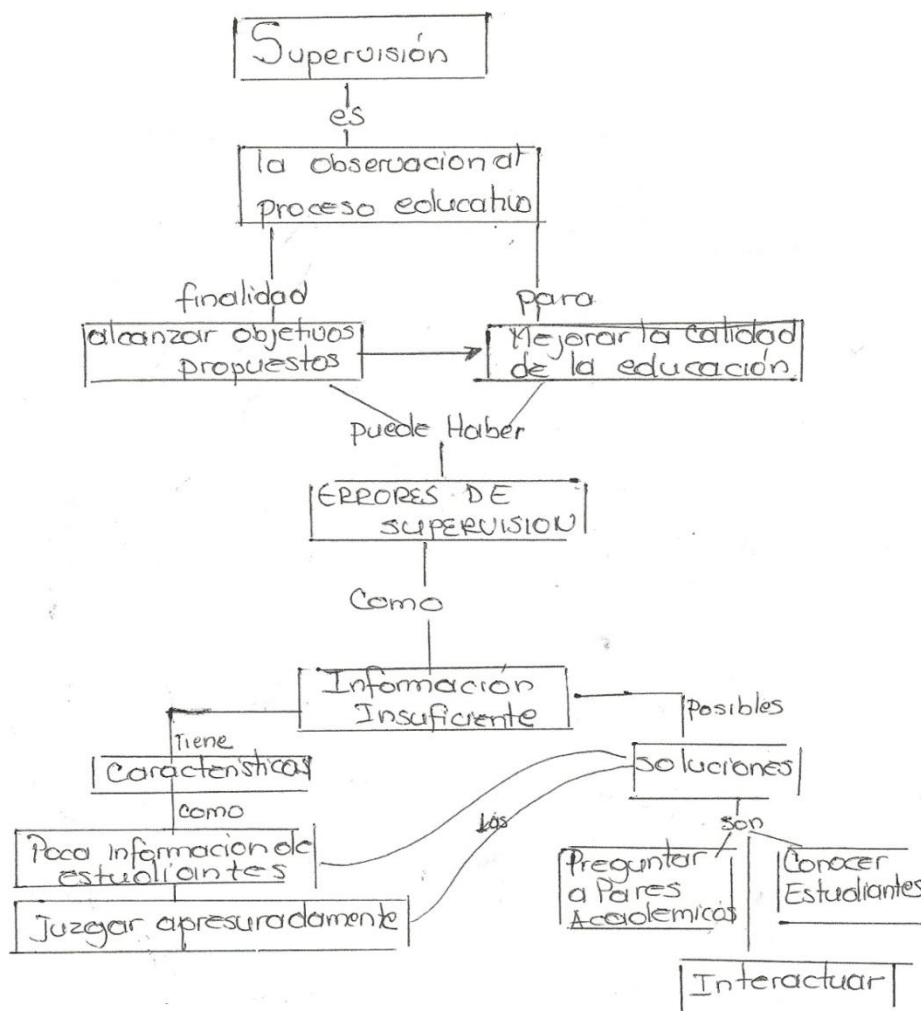 Supervisión
es
la observacion al
proceso educativo
finalidad
para
alcanzar objetivos
propuestos
Mejorar la calidad
de la educación
puede Haber
ERRORES DE
SUPERVISION
Como
Información
Insuficiente
Posibles
Tiene
Características
soluciones
como
Las
son
Poca información de
estudiantes
Preguntar
a Pares
Academicos
Conocer
Estudiantes
Juzgar apresuradamente
Interactuar